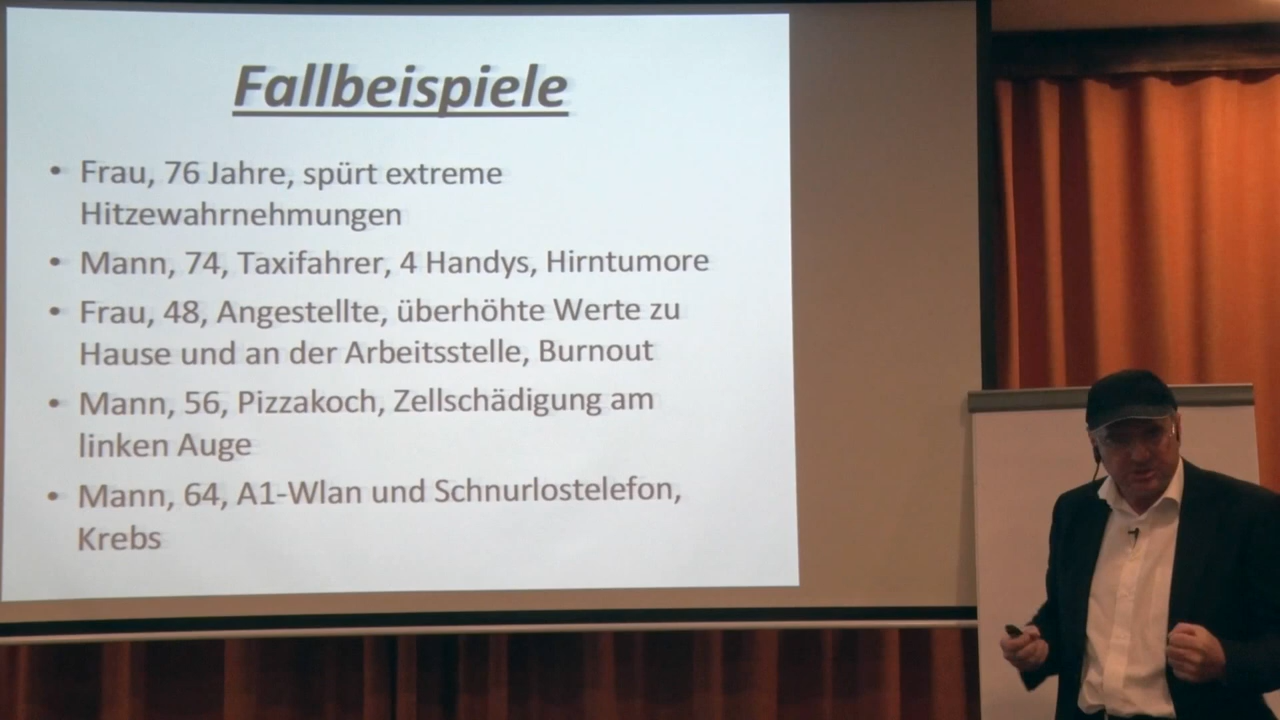 Fallbeispiele
• Frau, 76 Jahre, spürt extreme
Hitzewahrnehmungen
• Mann, 74, Taxifahrer, 4 Handys, Hirntumore
• Frau, 48, Angestellte, überhöhte Werte zu
Hause und an der Arbeitsstelle, Burnout
• Mann, 56, Pizzakoch, Zellschädigung am
linken Auge
• Mann, 64, A1-Wlan und Schnurlostelefon,
Krebs